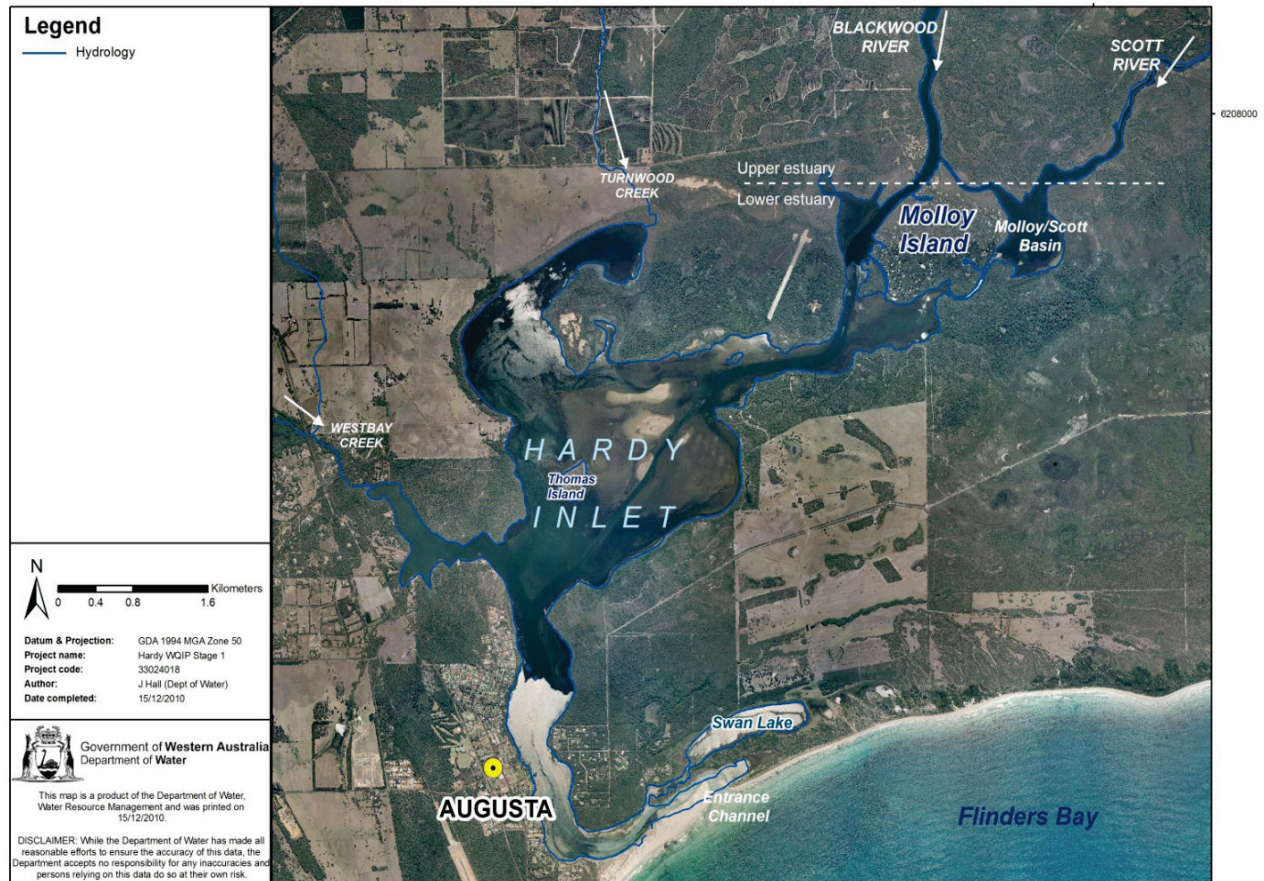 Legend
Hydrology
N
Kilometers
0 0.4 0.8 1.6
Datum & Projection: GDA 1994 MGA Zone 50
Project name: Hardy WQIP Stage 1
Project code: 33024018
Author: J Hall (Dept of Water)
Date completed: 15/12/2010
Government of Western Australia
Department of Water
This map is a product of the Department of Water,
Water Resource Management and was printed on
15/12/2010.
DISCLAIMER: While the Department of Water has made all
reasonable efforts to ensure the accuracy of this data, the
Department accepts no responsibility for any inaccuracies and
persons relying on this data do so at their own risk.
BLACKWOOD
RIVER
SCOTT
RIVER
6208000
TURNWOOD
CREEK
Upper estuary
Lower estuary
Molloy
Island
Molloy/Scott
Basin
WESTBAY
CREEK
HARDY
Thomas
Island
INLET
Swan Lake
AUGUSTA
Entrance
Channel
Flinders Bay